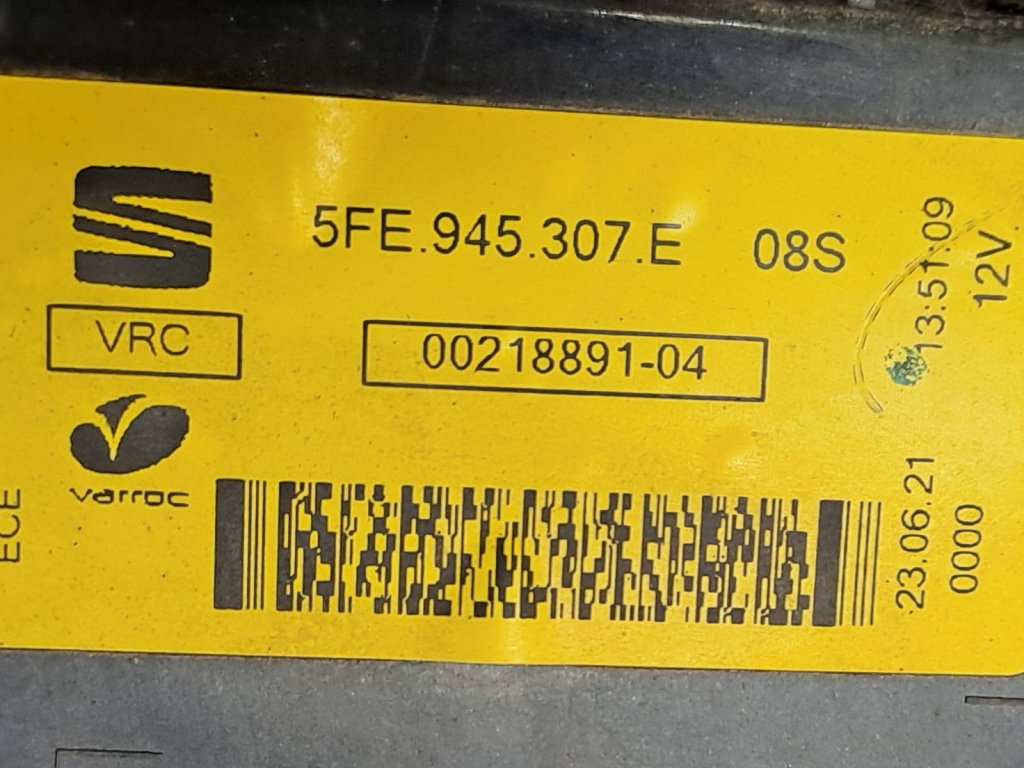 5FE.945.307.E 08S
VRC
00218891-04
varroc
ECE
23.06.21 13:51:09
0000
12V